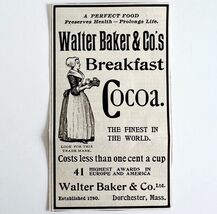 A PERFECT FOOD
Preserves Health - Prolongs Life.
Walter Baker & Co.'s
Breakfast
Cocoa.
LOOK FOR THIS
TRADE MARK.
THE FINEST IN
THE WORLD.
Costs less than one cent a cup
41 HIGHEST AWARDS IN
EUROPE AND AMERICA
Walter Baker & Co. Ltd.
Established 1780. Dorchester, Mass.